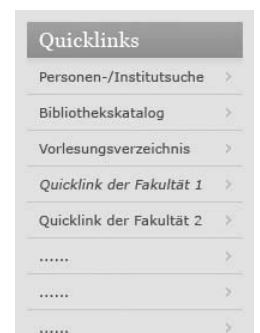 Quicklinks
Personen-/Institutsuche
Bibliothekskatalog
Vorlesungsverzeichnis
Quicklink der Fakultät 1
Quicklink der Fakultät 2
......
......
......